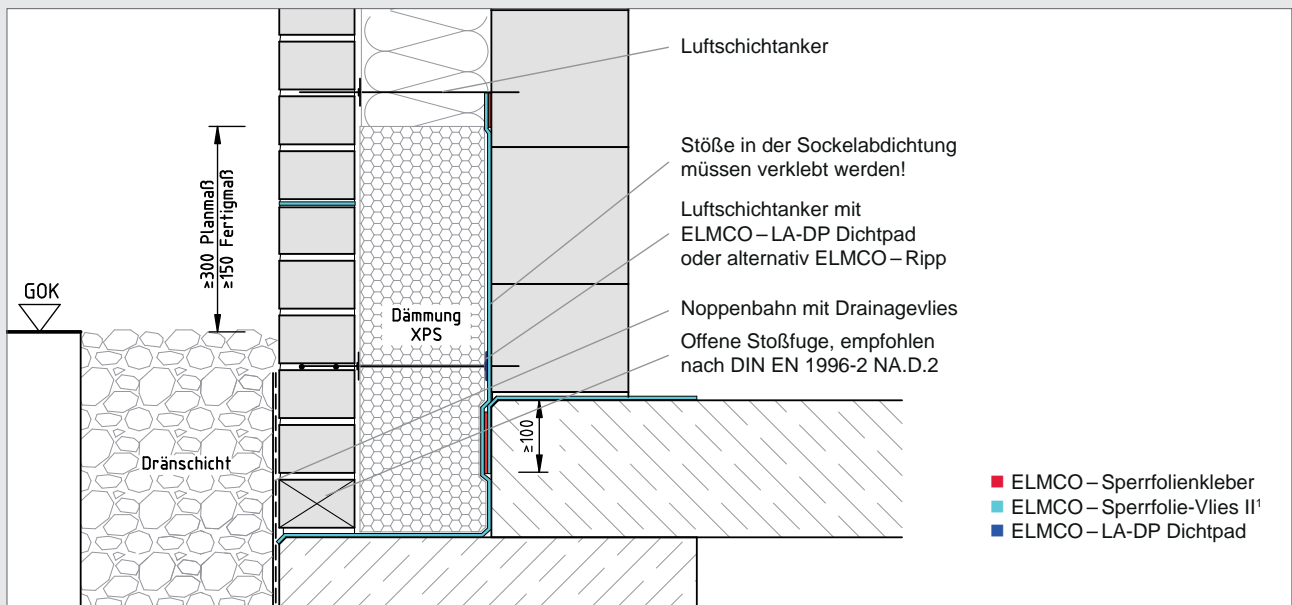 Luftschichtanker
Stöße in der Sockelabdichtung
müssen verklebt werden!
Luftschichtanker mit
ELMCO – LA-DP Dichtpad
oder alternativ ELMCO – Ripp
Noppenbahn mit Drainagevlies
Offene Stoßfuge, empfohlen
nach DIN EN 1996-2 NA.D.2
≥300 Planmaß
≥150 Fertigmaß
GOK
Dämmung
XPS
≥100
Dränschicht
ELMCO – Sperrfolienkleber
ELMCO – Sperrfolie-Vlies II¹
ELMCO – LA-DP Dichtpad